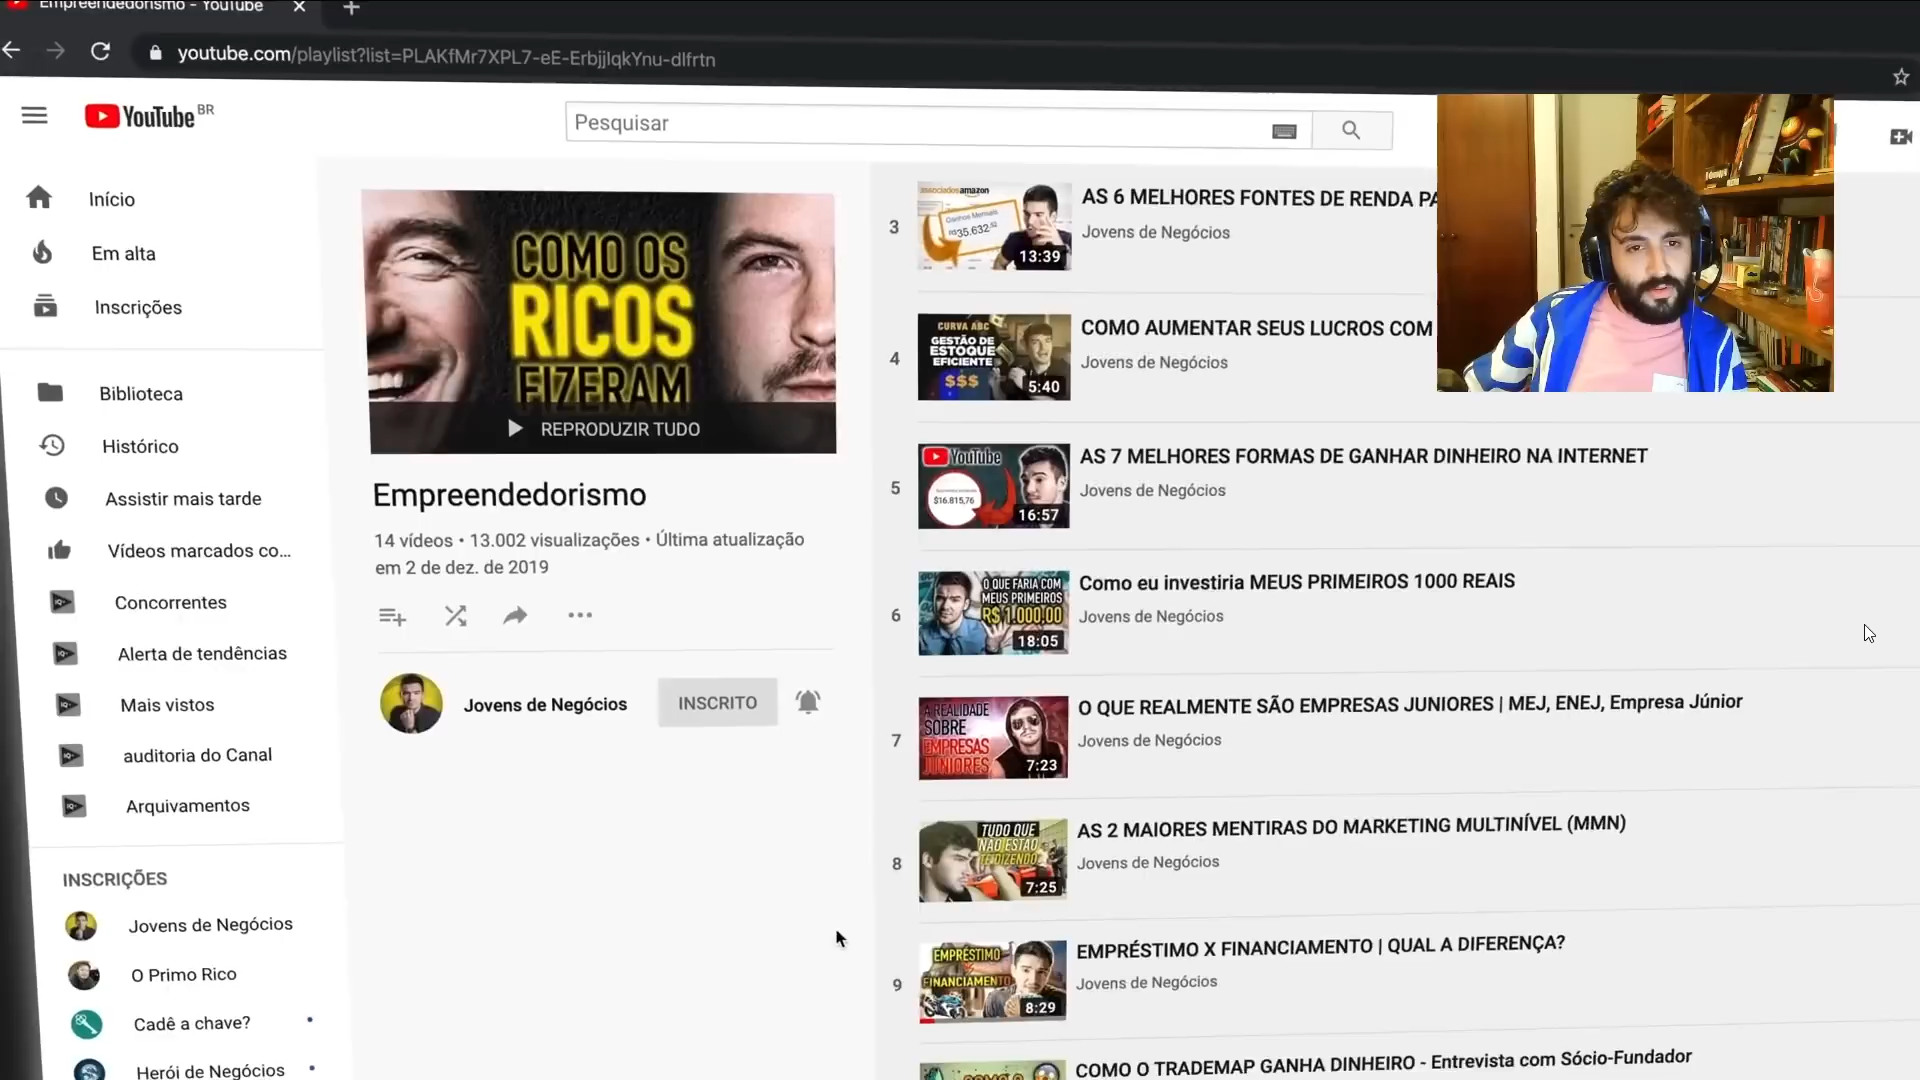 Empreendedorismo - YouTube
youtube.com/playlist?list=PLAKfMr7XPL7-eE-ErbjjlqkYnu-dlfrtn
YouTube BR
Pesquisar
Início
Em alta
Inscrições
Biblioteca
Histórico
Assistir mais tarde
Vídeos marcados co...
Concorrentes
Alerta de tendências
Mais vistos
auditoria do Canal
Arquivamentos
INSCRIÇÕES
Jovens de Negócios
O Primo Rico
Cadê a chave?
Herói de Negócios
COMO OS
RICOS
FIZERAM
REPRODUZIR TUDO
Empreendedorismo
14 vídeos • 13.002 visualizações • Última atualização
em 2 de dez. de 2019
Jovens de Negócios
INSCRITO
3
amazon
Ganhos Mensais
R$35.632,52
13:39
AS 6 MELHORES FONTES DE RENDA PA
Jovens de Negócios
4
CURVA ABC
GESTÃO DE
ESTOQUE
EFICIENTE
$$$
5:40
COMO AUMENTAR SEUS LUCROS COM
Jovens de Negócios
5
YouTube
$16.815,76
16:57
AS 7 MELHORES FORMAS DE GANHAR DINHEIRO NA INTERNET
Jovens de Negócios
6
O QUE FARIA COM
MEUS PRIMEIROS
R$ 1.000,00
18:05
Como eu investiria MEUS PRIMEIROS 1000 REAIS
Jovens de Negócios
7
A REALIDADE
SOBRE
EMPRESAS
JUNIORES
7:23
O QUE REALMENTE SÃO EMPRESAS JUNIORES | MEJ, ENEJ, Empresa Júnior
Jovens de Negócios
8
TUDO QUE
NÃO ESTÃO
TE DIZENDO
7:25
AS 2 MAIORES MENTIRAS DO MARKETING MULTINÍVEL (MMN)
Jovens de Negócios
9
EMPRÉSTIMO
FINANCIAMENTO
8:29
EMPRÉSTIMO X FINANCIAMENTO | QUAL A DIFERENÇA?
Jovens de Negócios
COMO O TRADEMAP GANHA DINHEIRO - Entrevista com Sócio-Fundador